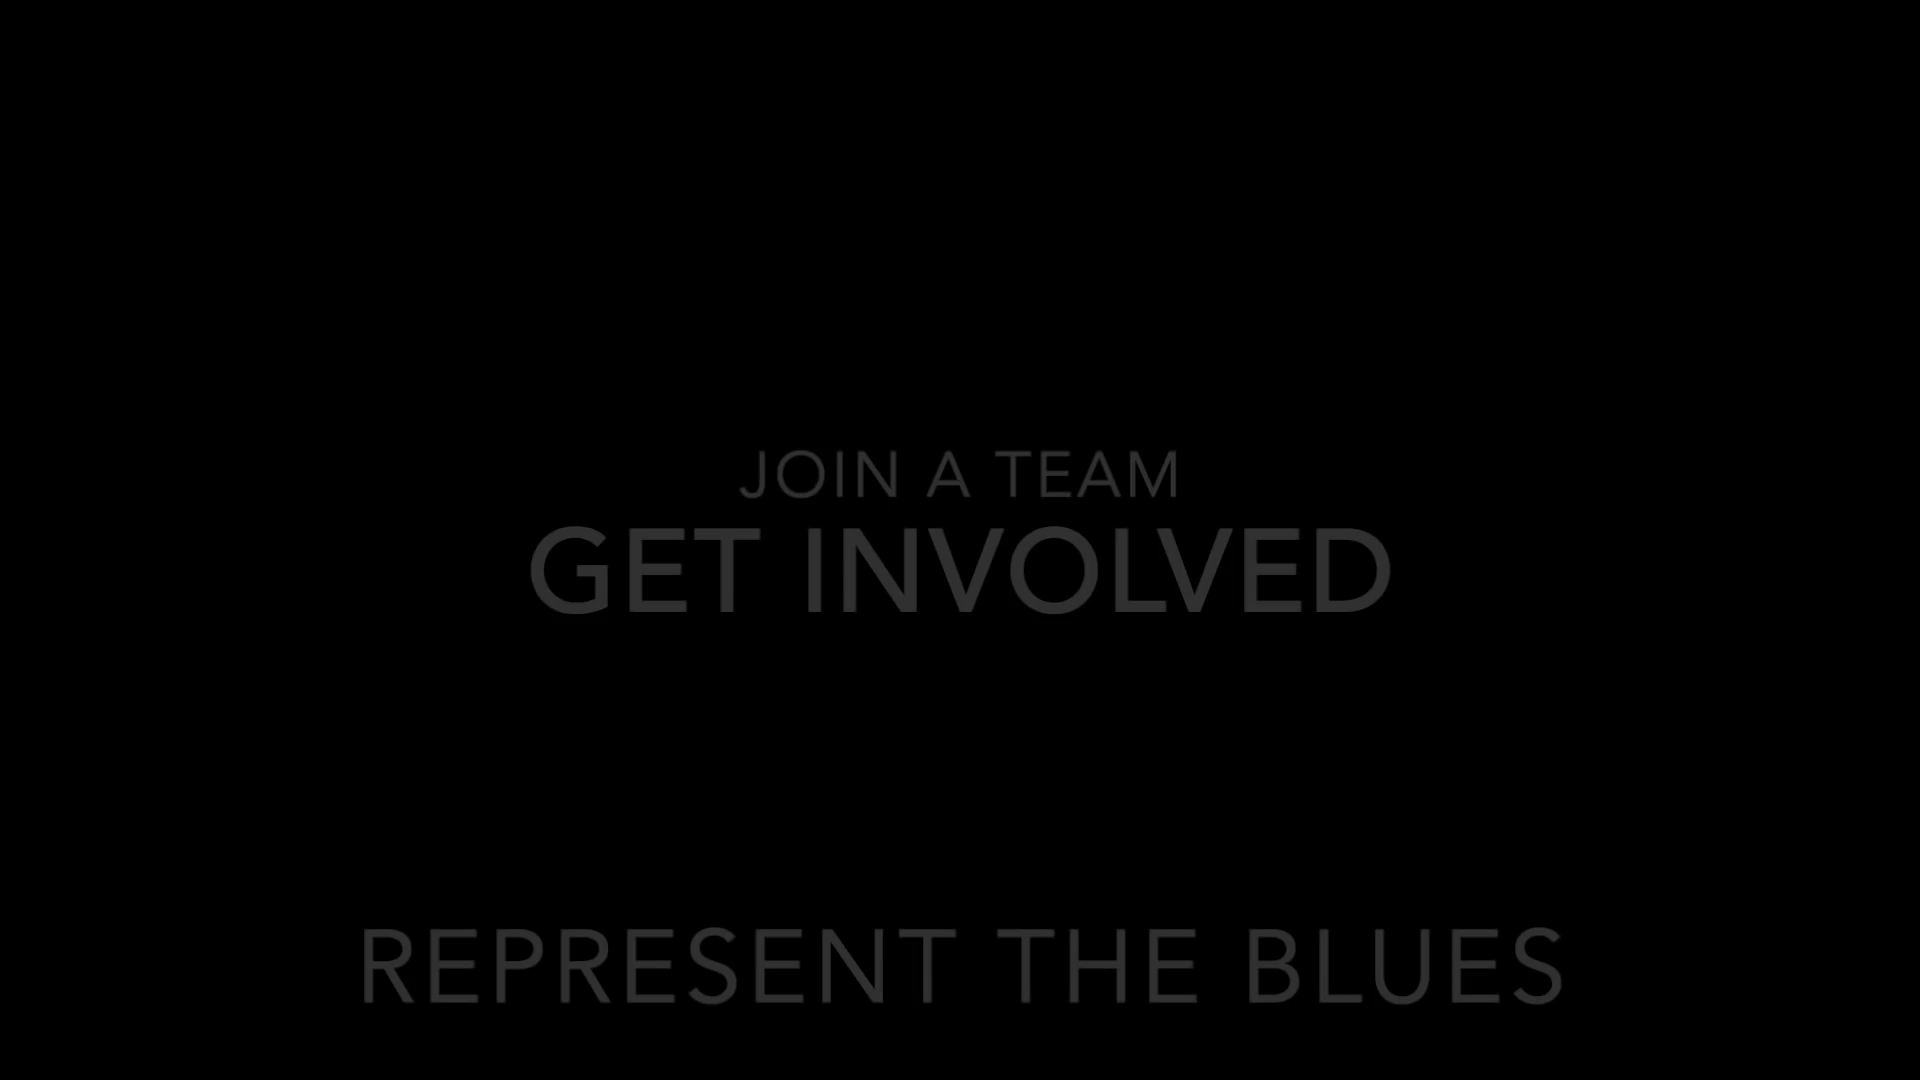 JOIN A TEAM
GET INVOLVED
REPRESENT THE BLUES